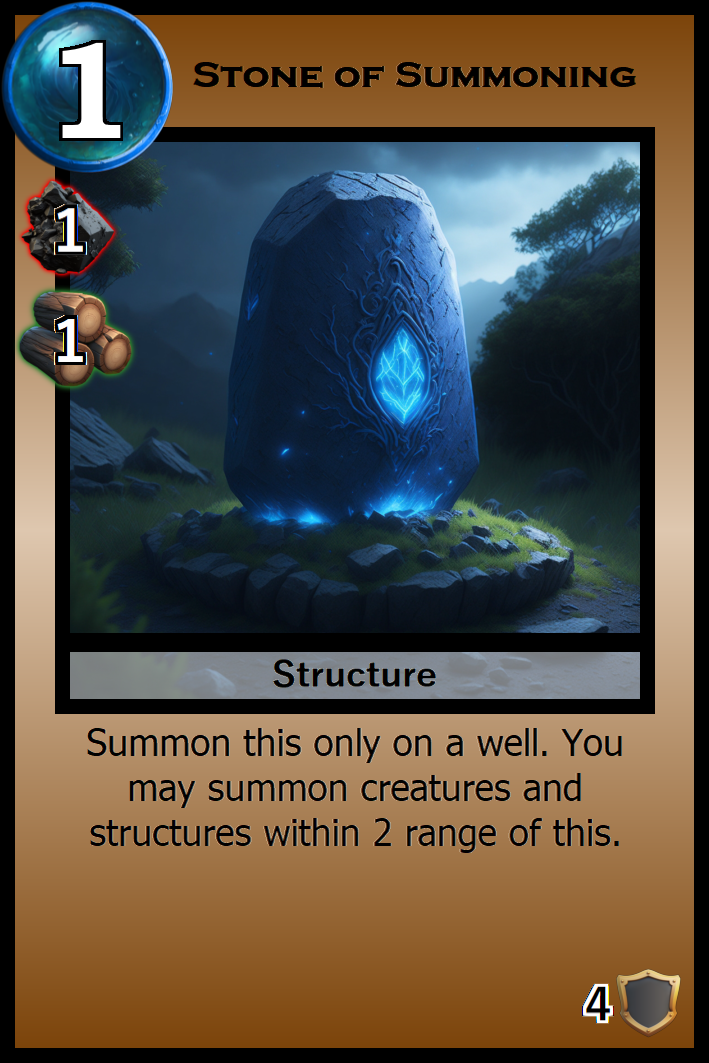 1
Stone of Summoning
1
1
Structure
Summon this only on a well. You
may summon creatures and
structures within 2 range of this.
4